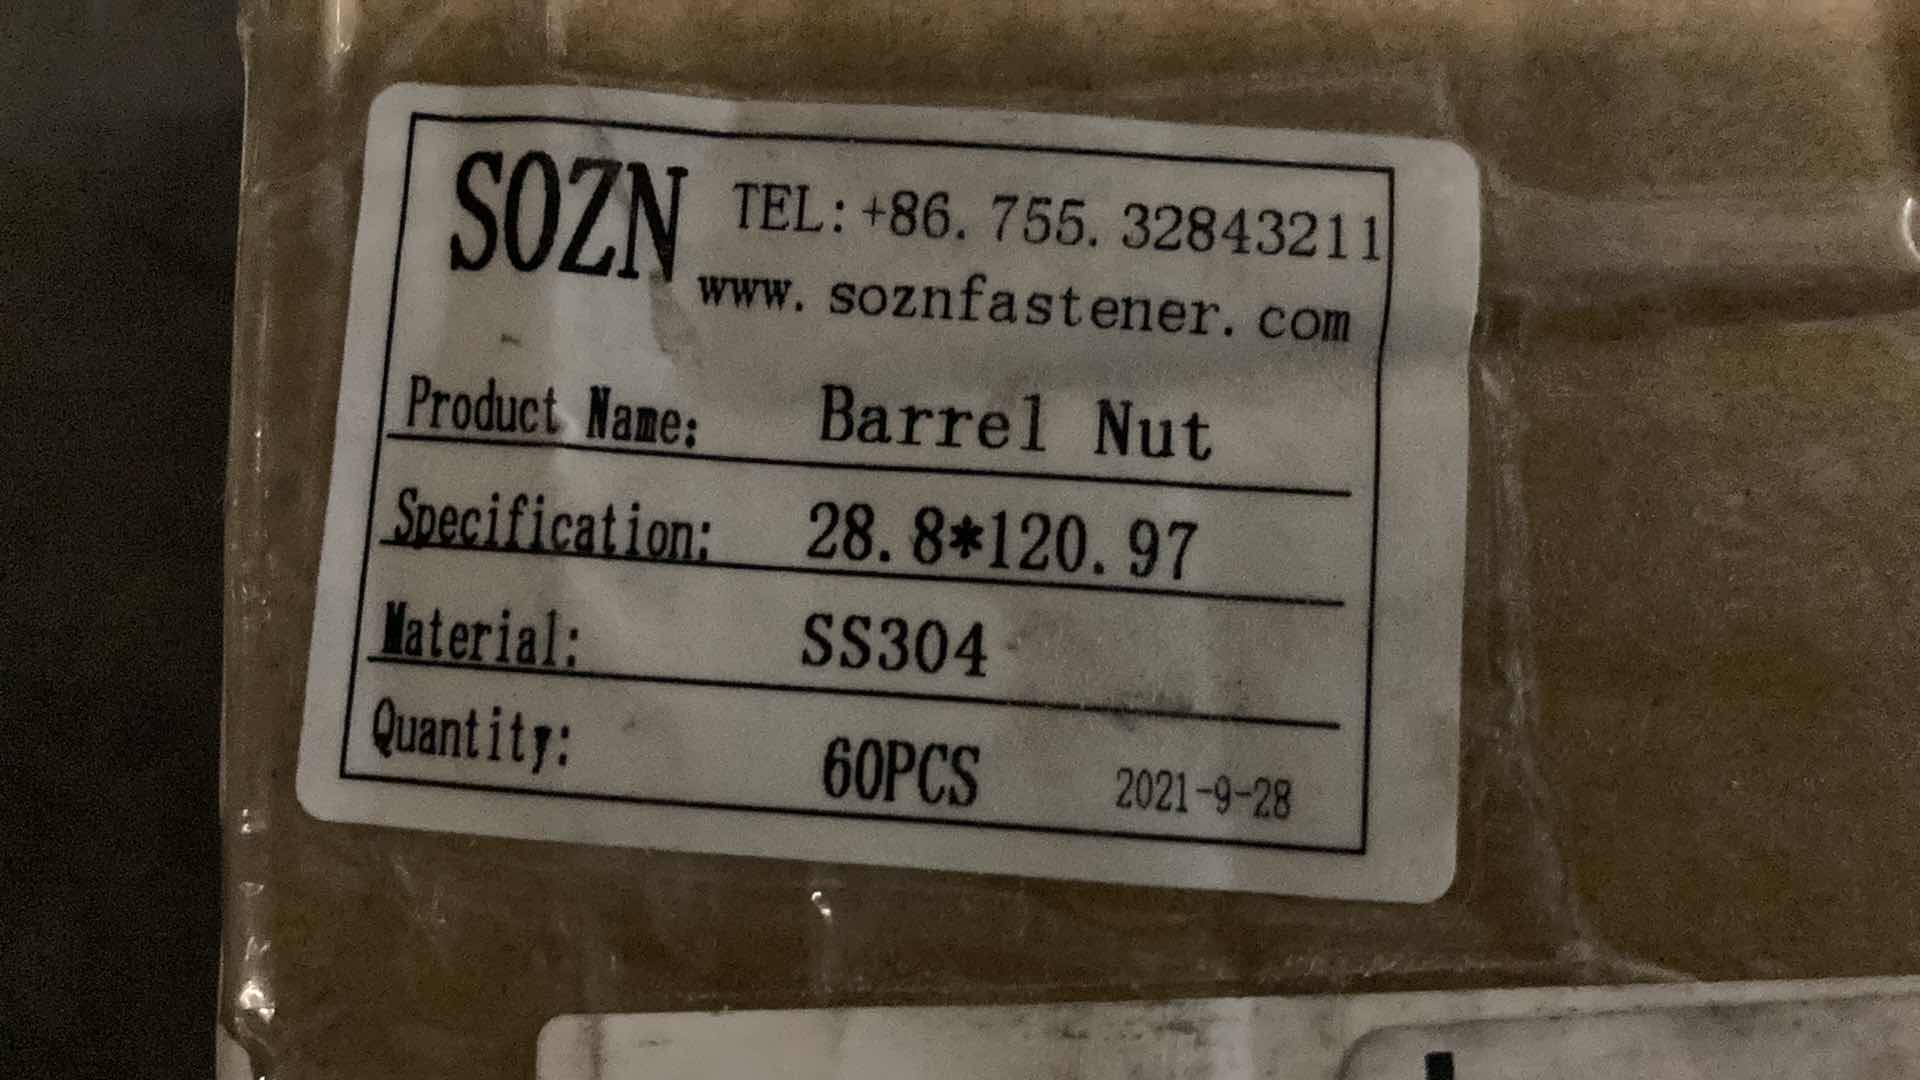 SOZN TEL:+86. 755. 32843211
www. soznfastener. com
Product Name: Barrel Nut
Specification: 28. 8*120. 97
Material: SS304
Quantity: 60PCS 2021-9-28